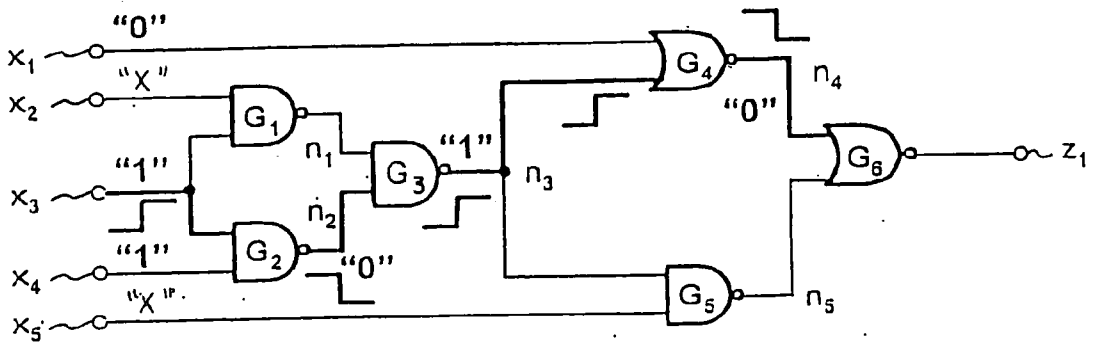 x₁ “0”
x₂ “X”
x₃ “1”
x₄ “1”
x₅ “X”
G₁
G₂
n₁
n₂
“0”
G₃
“1”
n₃
G₄
n₄
“0”
G₅
n₅
G₆
z₁